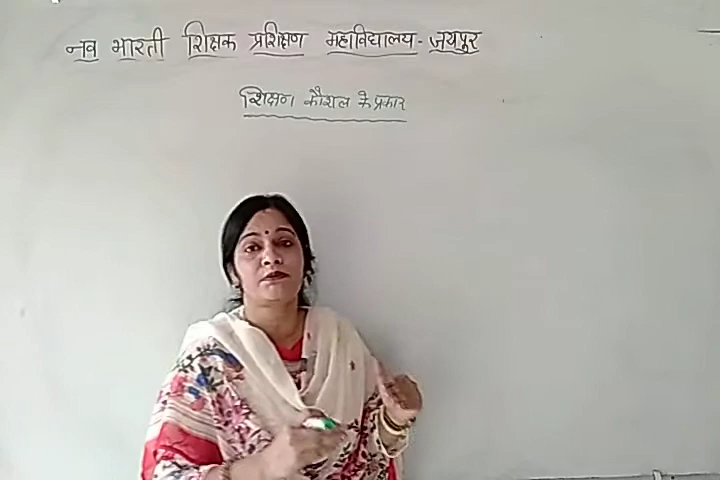 नव भारती शिक्षक प्रशिक्षण महाविद्यालय - जयपुर
शिक्षण कौशल के प्रकार